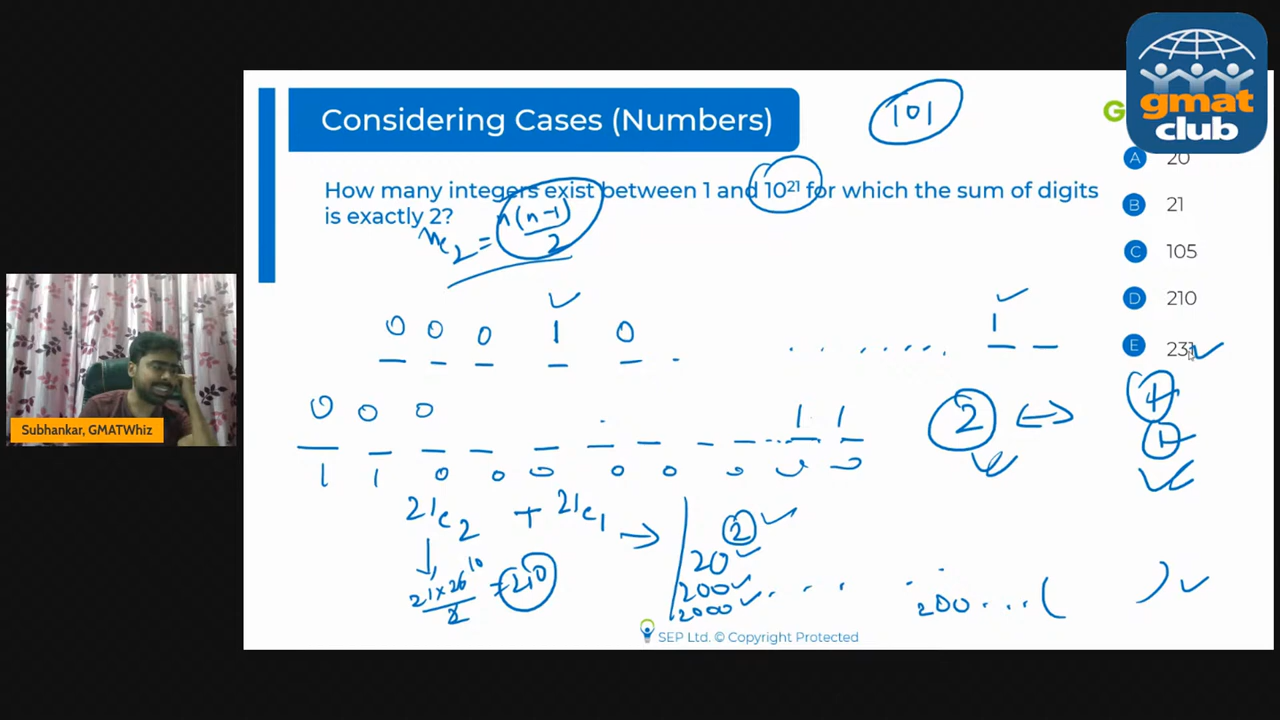 gmat
club
Considering Cases (Numbers)
101
G
How many integers exist between 1 and 10²¹ for which the sum of digits
is exactly 2?
nc₂ = n(n-1)/2
A 20
B 21
C 105
D 210
E 231
0 0 0 1 0 ........ 1
0 0 0 1 1
1 1 0 0 0 0 0 0
2 ↔ 1
1
21c₂ + 21c₁ →
2
20
200
2000 ... 200...( )
= 210
Subhankar, GMATWhiz
SEP Ltd. © Copyright Protected